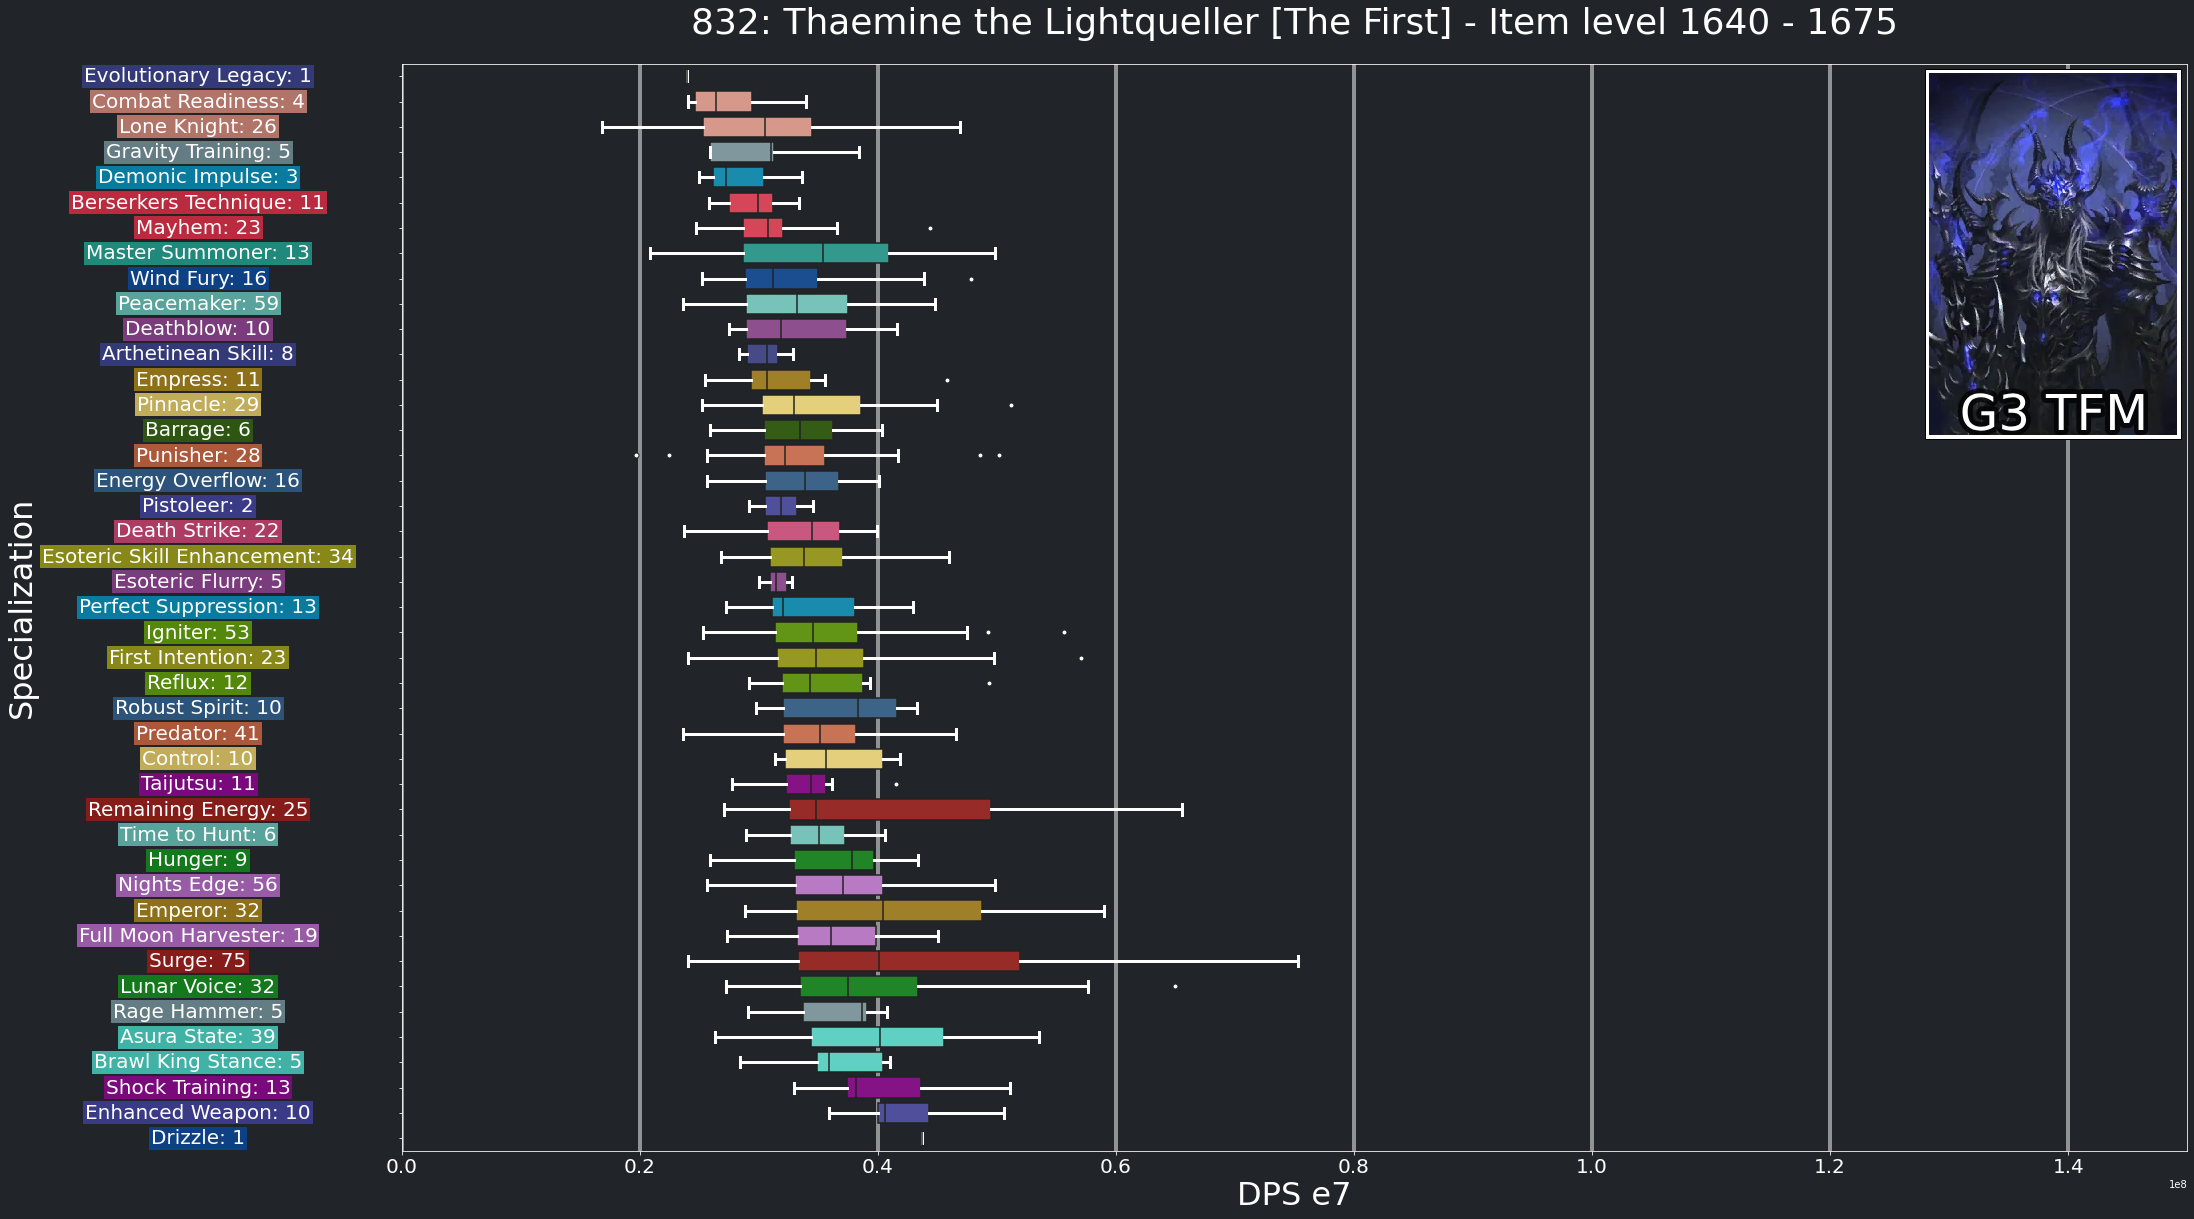 832: Thaemine the Lightqueller [The First] - Item level 1640 - 1675
Specialization
Evolutionary Legacy: 1
Combat Readiness: 4
Lone Knight: 26
Gravity Training: 5
Demonic Impulse: 3
Berserkers Technique: 11
Mayhem: 23
Master Summoner: 13
Wind Fury: 16
Peacemaker: 59
Deathblow: 10
Arthetinean Skill: 8
Empress: 11
Pinnacle: 29
Barrage: 6
Punisher: 28
Energy Overflow: 16
Pistoleer: 2
Death Strike: 22
Esoteric Skill Enhancement: 34
Esoteric Flurry: 5
Perfect Suppression: 13
Igniter: 53
First Intention: 23
Reflux: 12
Robust Spirit: 10
Predator: 41
Control: 10
Taijutsu: 11
Remaining Energy: 25
Time to Hunt: 6
Hunger: 9
Nights Edge: 56
Emperor: 32
Full Moon Harvester: 19
Surge: 75
Lunar Voice: 32
Rage Hammer: 5
Asura State: 39
Brawl King Stance: 5
Shock Training: 13
Enhanced Weapon: 10
Drizzle: 1
G3 TFM
0.0 0.2 0.4 0.6 0.8 1.0 1.2 1.4
1e8
DPS e7